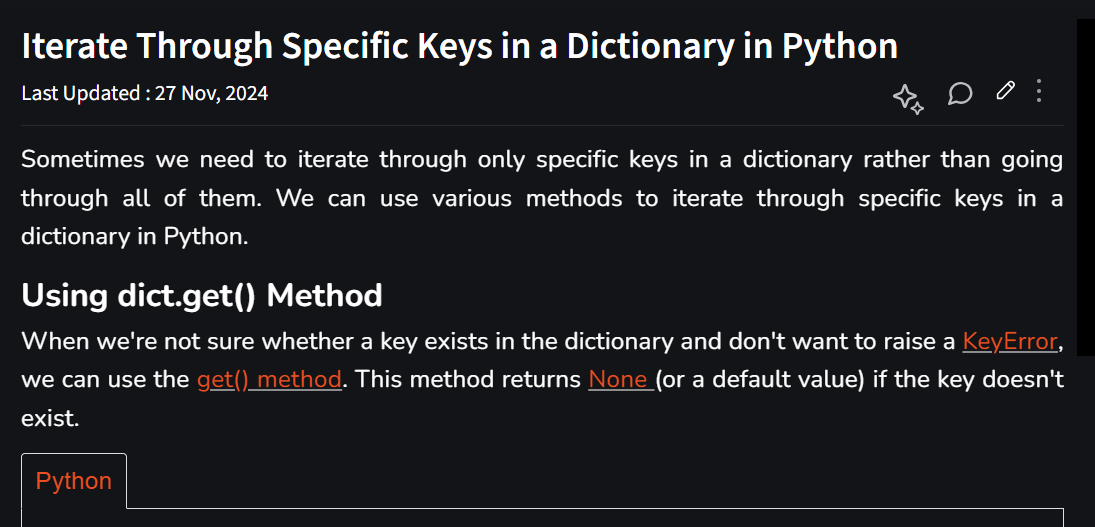 Iterate Through Specific Keys in a Dictionary in Python
Last Updated : 27 Nov, 2024
Sometimes we need to iterate through only specific keys in a dictionary rather than going
through all of them. We can use various methods to iterate through specific keys in a
dictionary in Python.
Using dict.get() Method
When we're not sure whether a key exists in the dictionary and don't want to raise a KeyError,
we can use the get() method. This method returns None (or a default value) if the key doesn't
exist.
Python